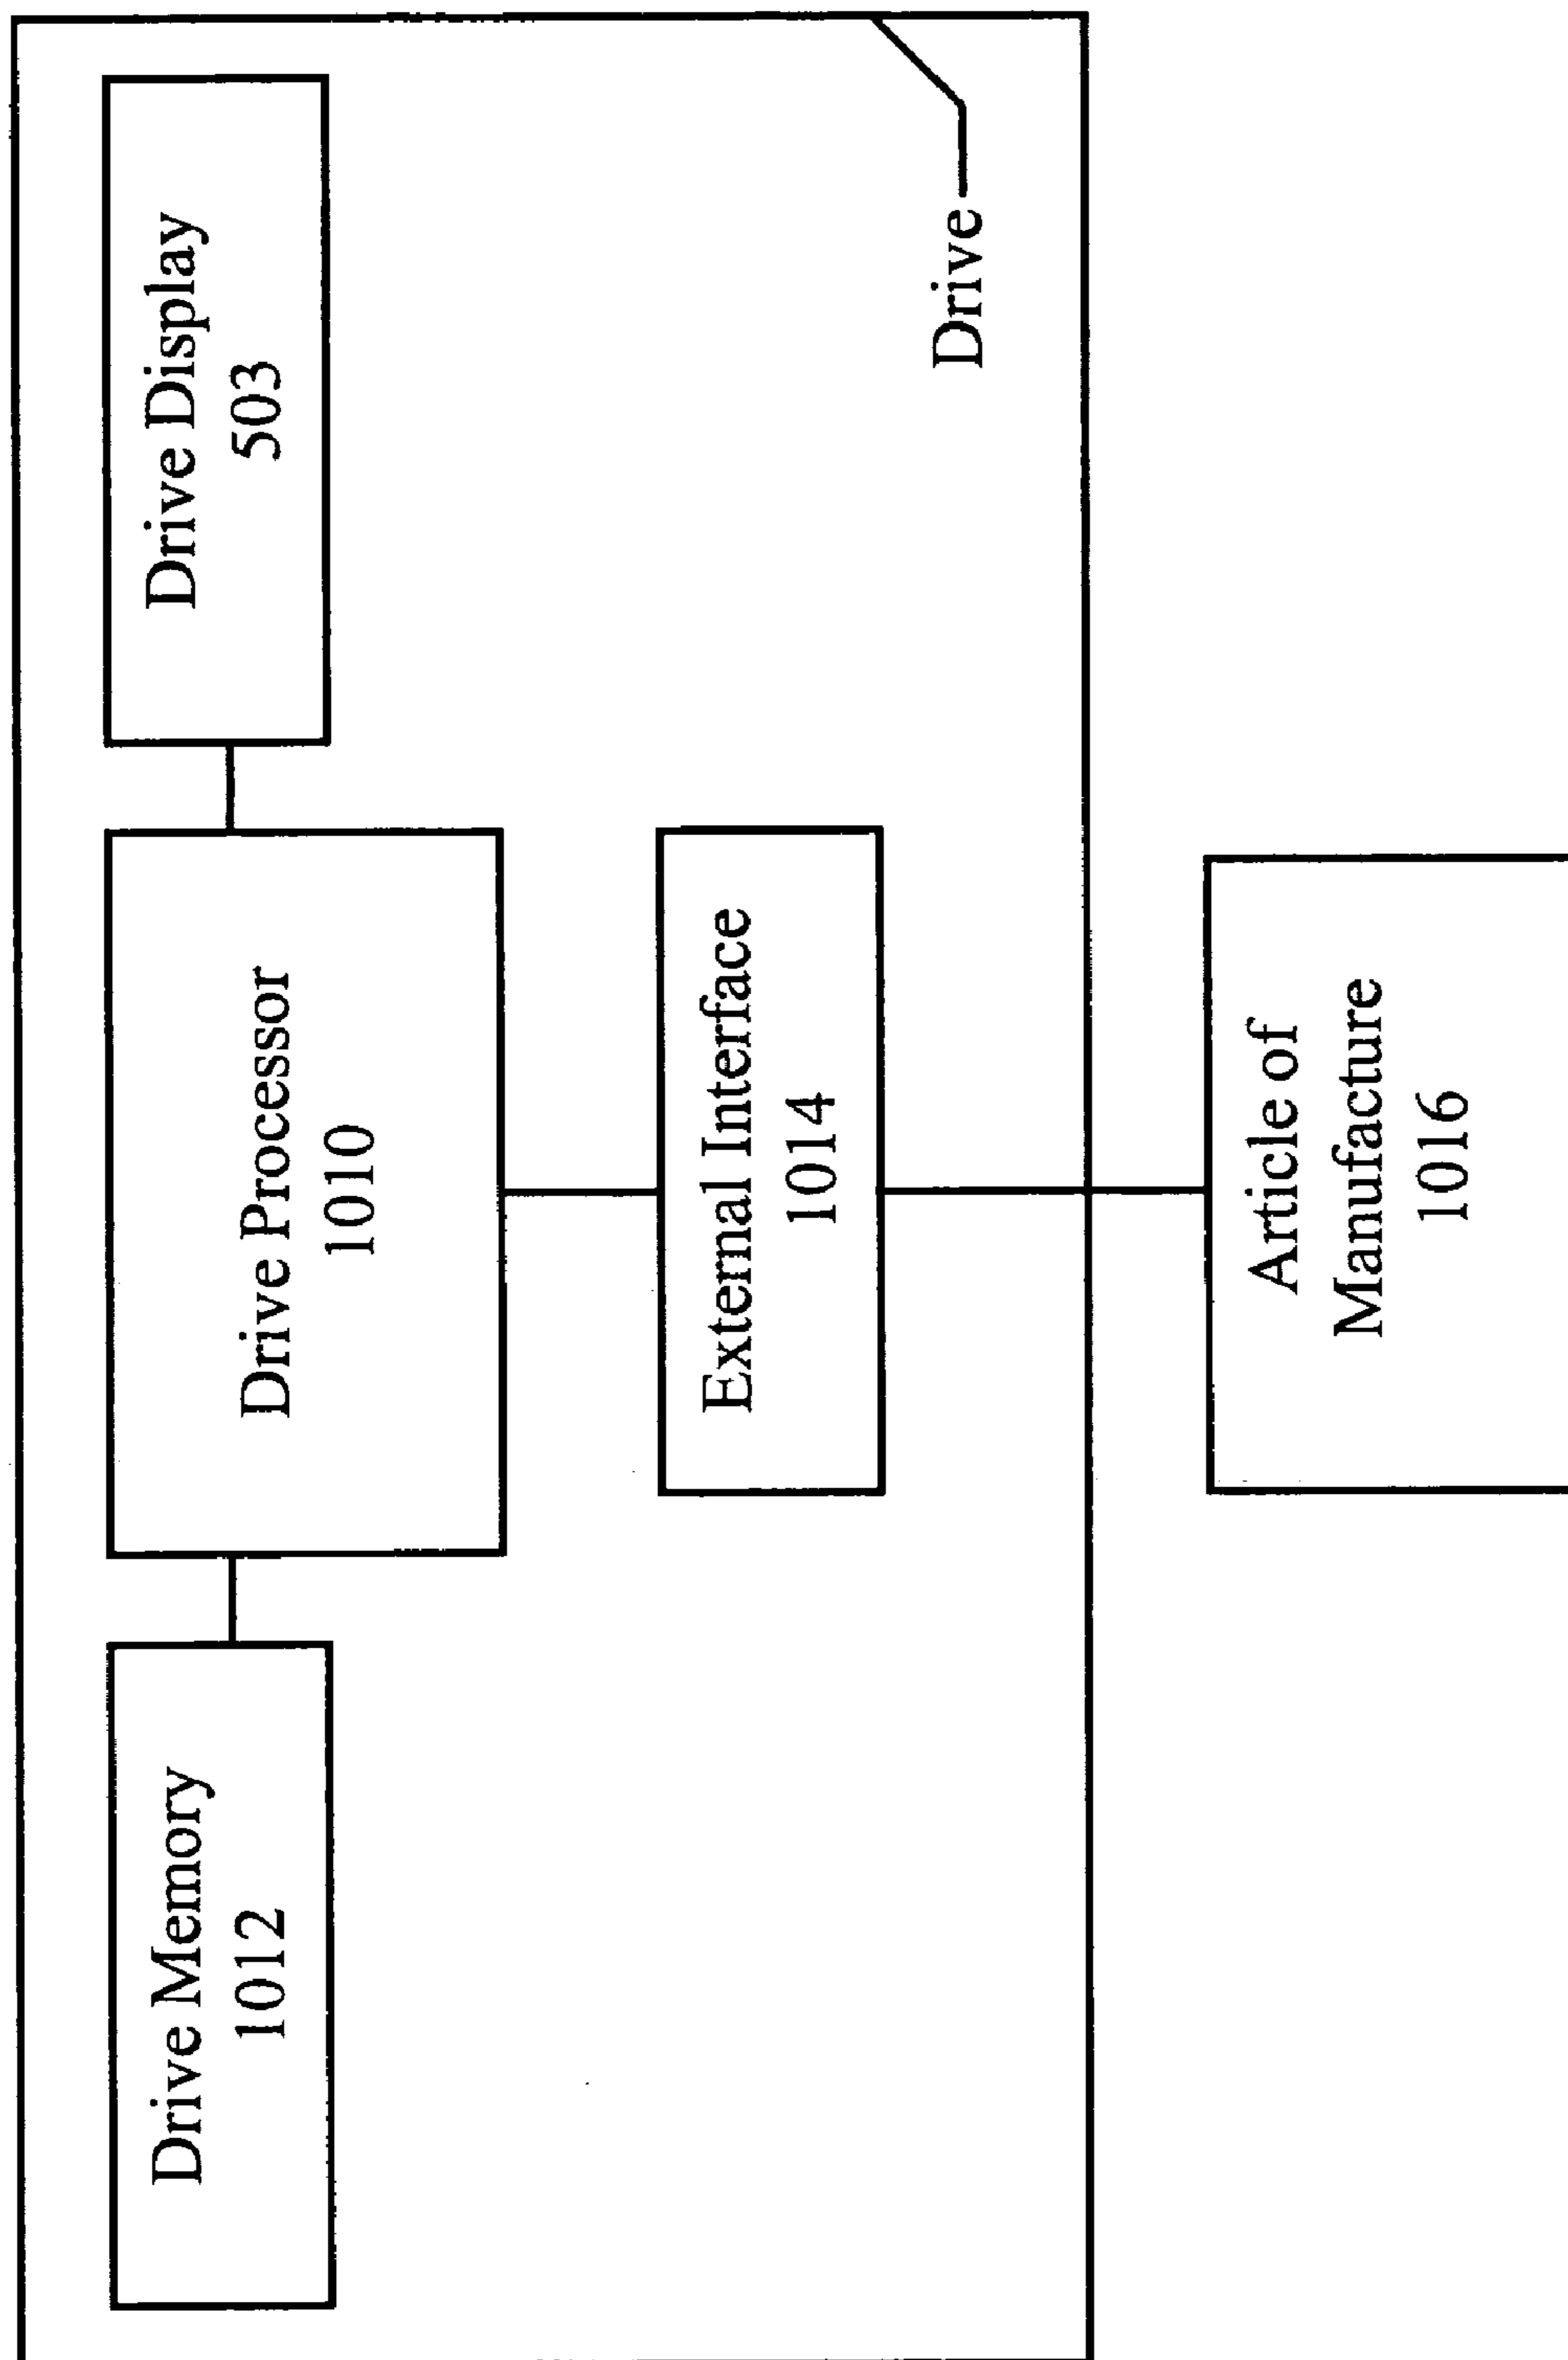 Drive Memory
1012
Drive Processor
1010
Drive Display
503
External Interface
1014
Drive
Article of
Manufacture
1016